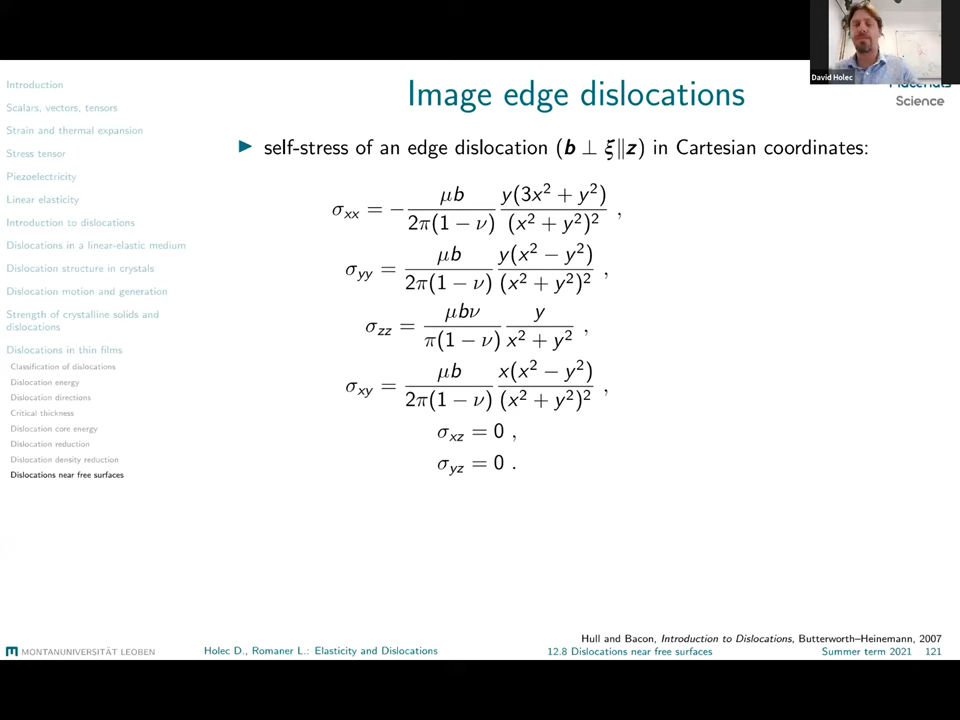 David Holec
Materials
Science
Introduction
Scalars, vectors, tensors
Strain and thermal expansion
Stress tensor
Piezoelectricity
Linear elasticity
Introduction to dislocations
Dislocations in a linear-elastic medium
Dislocation structure in crystals
Dislocation motion and generation
Strength of crystalline solids and
dislocations
Dislocations in thin films
Classification of dislocations
Dislocation energy
Dislocation directions
Critical thickness
Dislocation core energy
Dislocation reduction
Dislocation density reduction
Dislocations near free surfaces
Image edge dislocations
▶ self-stress of an edge dislocation (b ⊥ ξ∥z) in Cartesian coordinates:
σxx = − μb / 2π(1 − ν) y(3x² + y²) / (x² + y²)² ,
σyy = μb / 2π(1 − ν) y(x² − y²) / (x² + y²)² ,
σzz = μbν / π(1 − ν) y / x² + y² ,
σxy = μb / 2π(1 − ν) x(x² − y²) / (x² + y²)² ,
σxz = 0 ,
σyz = 0 .
Hull and Bacon, Introduction to Dislocations, Butterworth–Heinemann, 2007
MONTANUNIVERSITÄT LEOBEN
Holec D., Romaner L.: Elasticity and Dislocations
12.8 Dislocations near free surfaces
Summer term 2021 121